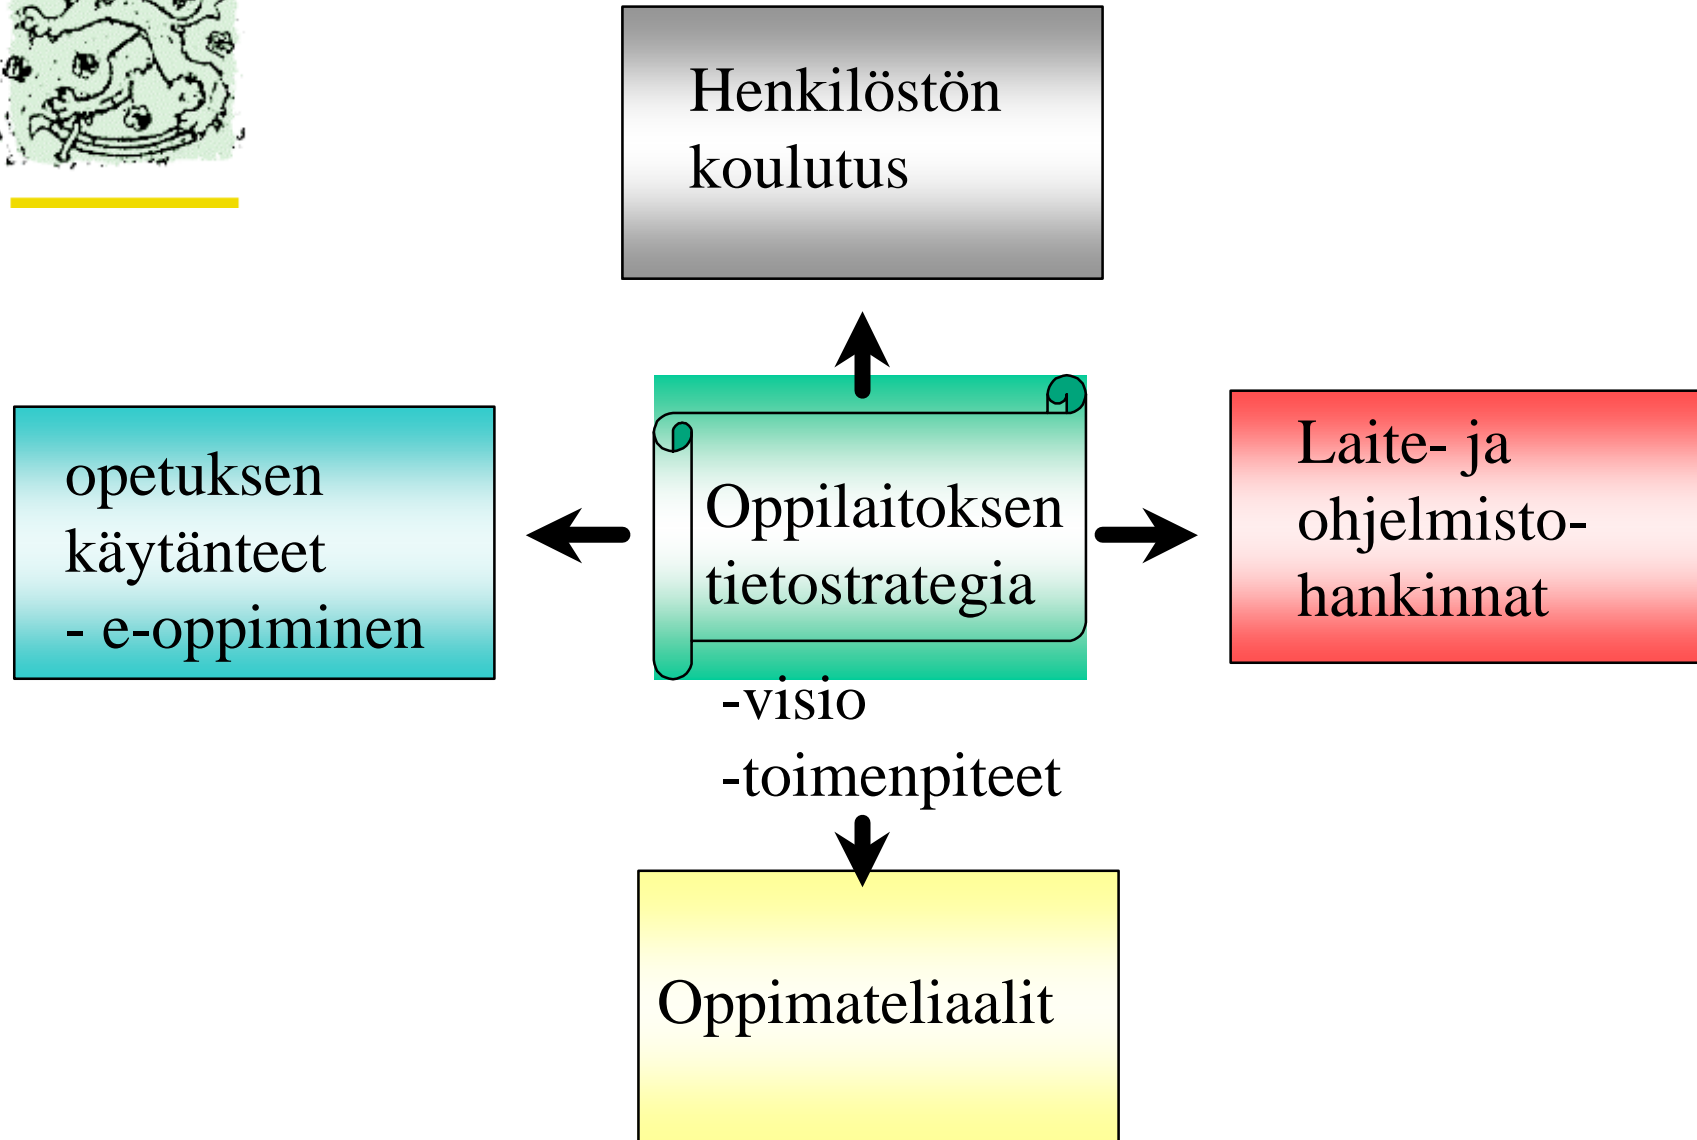 Henkilöstön
koulutus
opetuksen
käytänteet
- e-oppiminen
Oppilaitoksen
tietostrategia
-visio
-toimenpiteet
Laite- ja
ohjelmisto-
hankinnat
Oppimateliaalit